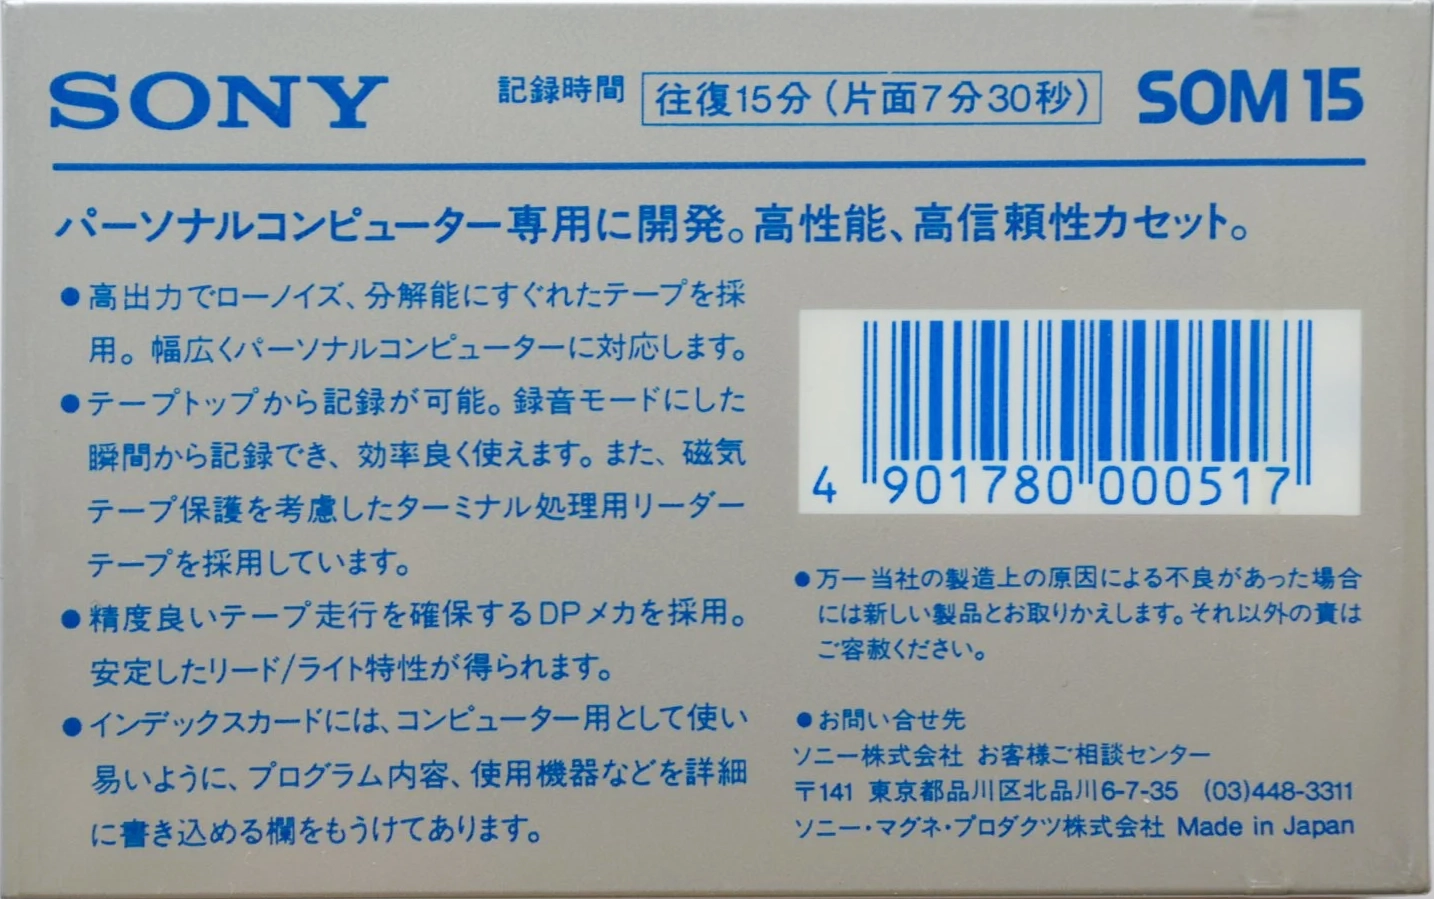 SONY 記録時間 往復15分(片面7分30秒) SOM 15
パーソナルコンピューター専用に開発。高性能、高信頼性カセット。
●高出力でローノイズ、分解能にすぐれたテープを採
用。幅広くパーソナルコンピューターに対応します。
●テープトップから記録が可能。録音モードにした
瞬間から記録でき、効率良く使えます。また、磁気
テープ保護を考慮したターミナル処理用リーダー
テープを採用しています。
●精度良いテープ走行を確保するDPメカを採用。
安定したリード/ライト特性が得られます。
●インデックスカードには、コンピューター用として使い
易いように、プログラム内容、使用機器などを詳細
に書き込める欄をもうけてあります。
4 901780 000517
●万一当社の製造上の原因による不良があった場合
には新しい製品とお取りかえします。それ以外の責は
ご容赦ください。
●お問い合せ先
ソニー株式会社 お客様ご相談センター
〒141 東京都品川区北品川6-7-35 (03)448-3311
ソニー・マグネ・プロダクツ株式会社 Made in Japan